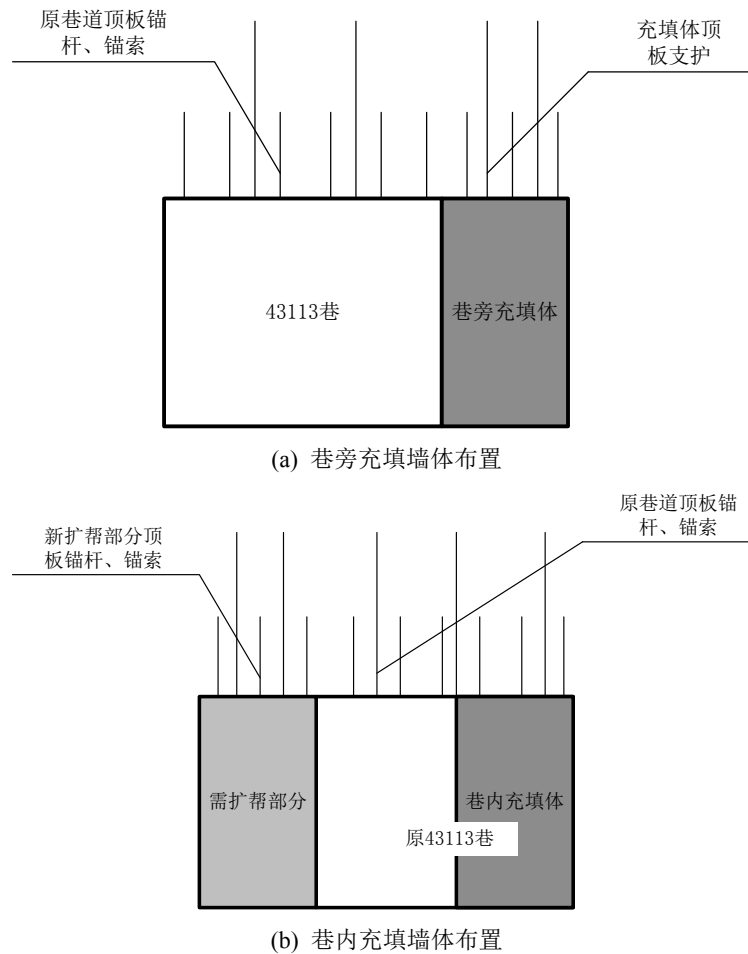 原巷道顶板锚
杆、锚索
充填体顶
板支护
43113巷
巷旁充填体
(a) 巷旁充填墙体布置
新扩帮部分顶
板锚杆、锚索
原巷道顶板锚
杆、锚索
需扩帮部分
巷内充填体
原43113巷
(b) 巷内充填墙体布置